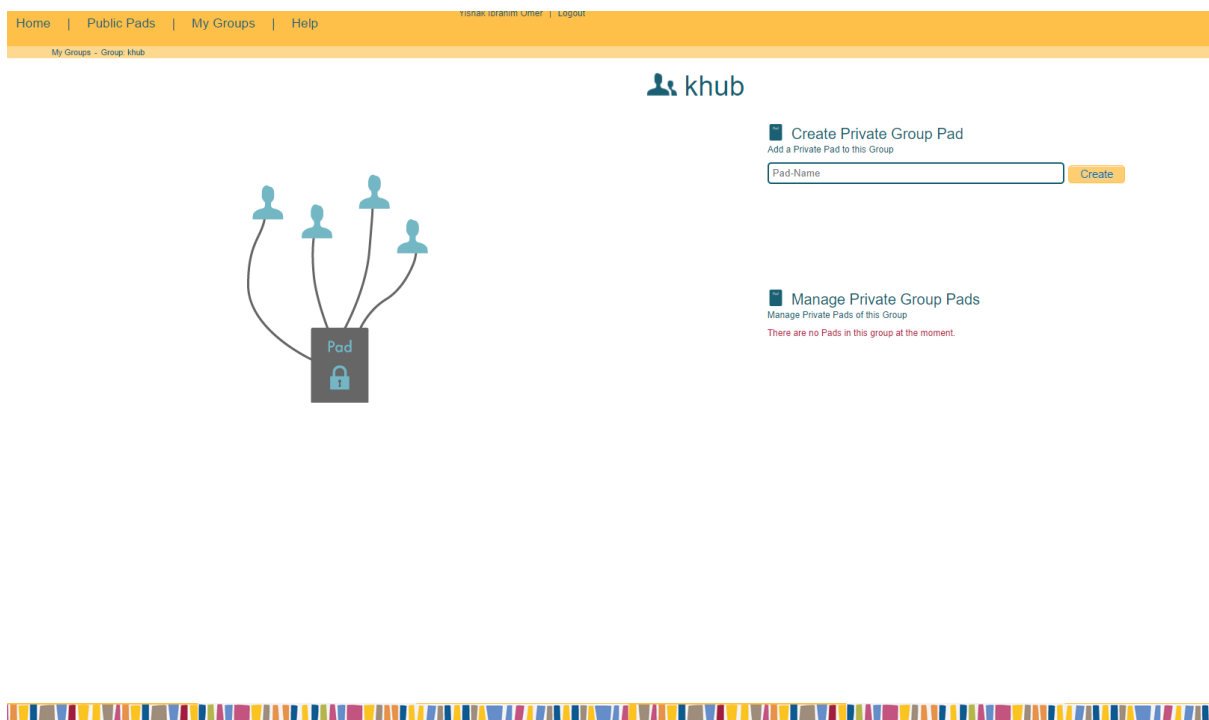 Yishak Ibrahim Omer | Logout
Home | Public Pads | My Groups | Help
My Groups - Group: khub
khub
Create Private Group Pad
Add a Private Pad to this Group
Pad-Name
Create
Pad
Manage Private Group Pads
Manage Private Pads of this Group
There are no Pads in this group at the moment.